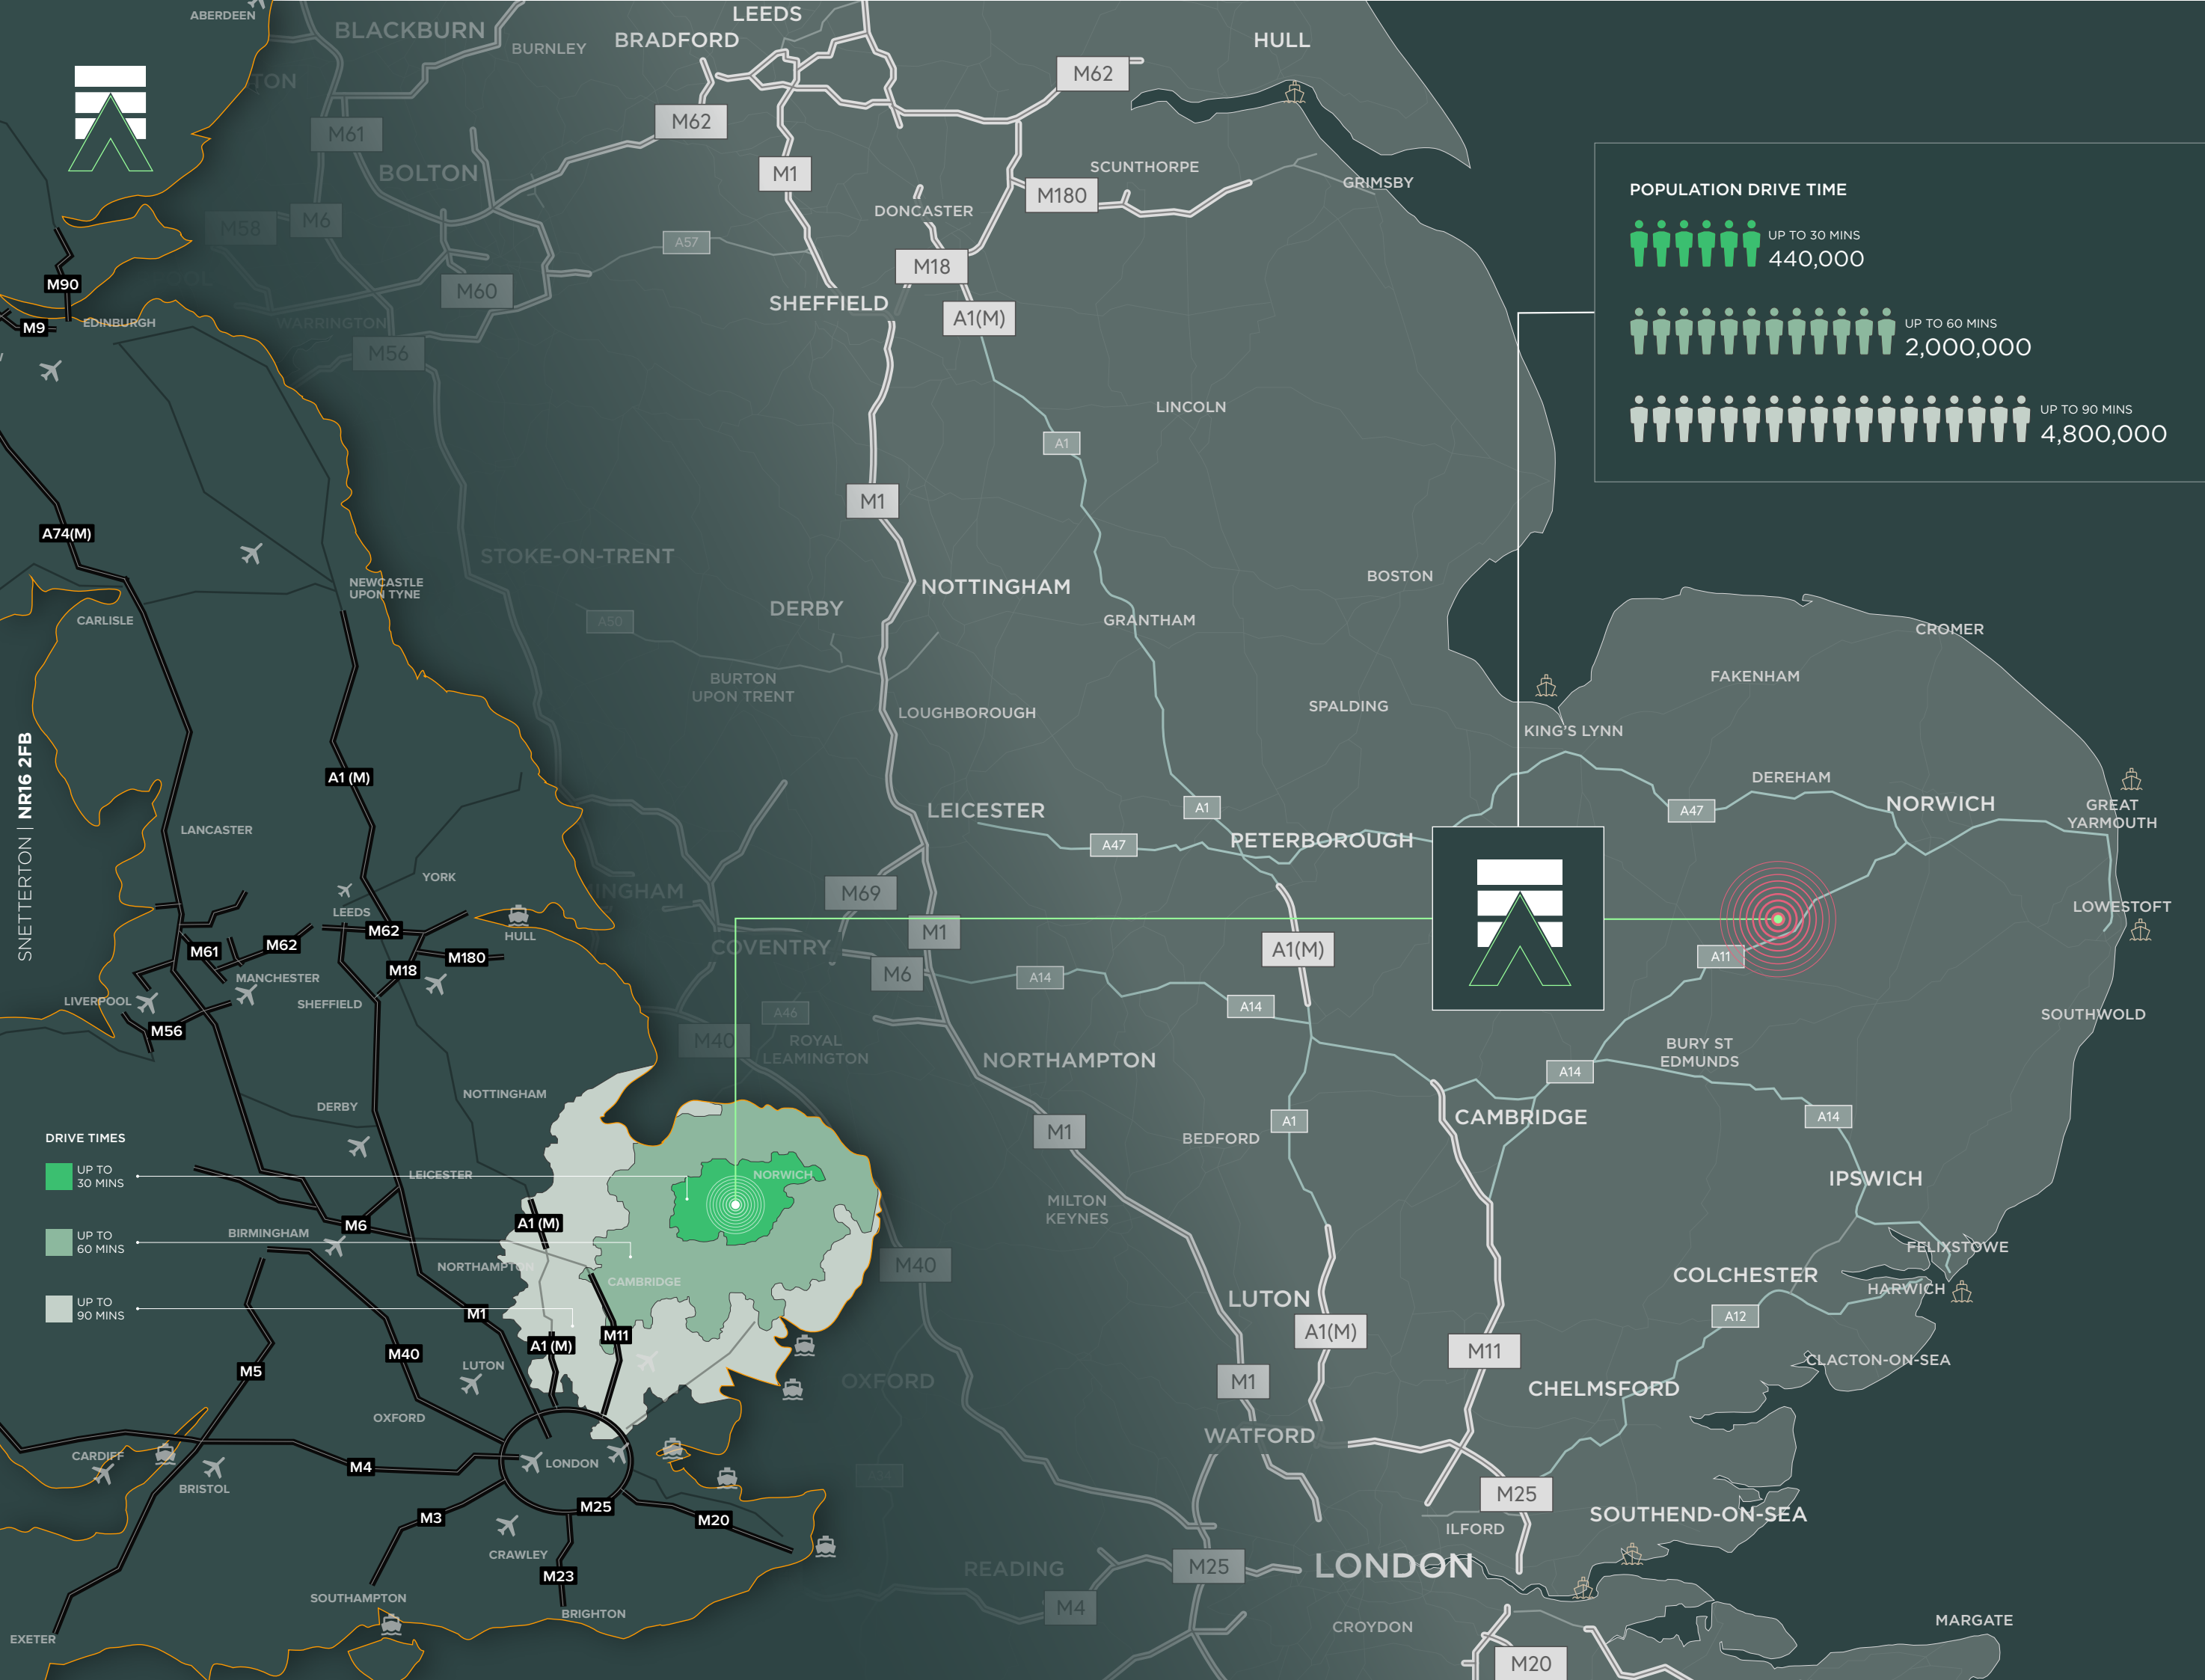 ABERDEEN
M90
M9
EDINBURGH
A74(M)
NEWCASTLE
UPON TYNE
CARLISLE
A1 (M)
LANCASTER
YORK
LEEDS
M62
HULL
M61
M62
M180
M18
MANCHESTER
SHEFFIELD
LIVERPOOL
M56
NOTTINGHAM
DERBY
LEICESTER
NORWICH
A1 (M)
M6
BIRMINGHAM
NORTHAMPTON
CAMBRIDGE
M1
M11
A1 (M)
M40
M5
LUTON
OXFORD
CARDIFF
M4
LONDON
BRISTOL
M25
M3
M20
CRAWLEY
M23
SOUTHAMPTON
BRIGHTON
EXETER
SNETTERTON | NR16 2FB
DRIVE TIMES
UP TO
30 MINS
UP TO
60 MINS
UP TO
90 MINS
BLACKBURN
BURNLEY
LEEDS
BRADFORD
HULL
M62
TON
M61
M62
BOLTON
M1
SCUNTHORPE
M180
GRIMSBY
M58
M6
DONCASTER
A57
M18
M60
SHEFFIELD
A1(M)
WARRINGTON
M56
LINCOLN
A1
M1
STOKE-ON-TRENT
BOSTON
NOTTINGHAM
DERBY
A50
GRANTHAM
CROMER
BURTON
UPON TRENT
FAKENHAM
LOUGHBOROUGH
SPALDING
KING'S LYNN
DEREHAM
LEICESTER
A1
A47
NORWICH
GREAT
YARMOUTH
A47
PETERBOROUGH
INGHAM
M69
LOWESTOFT
COVENTRY
M1
A1(M)
A11
M6
A14
A14
A46
SOUTHWOLD
M40
ROYAL
LEAMINGTON
NORTHAMPTON
BURY ST
EDMUNDS
A14
M1
A1
CAMBRIDGE
A14
BEDFORD
IPSWICH
MILTON
KEYNES
FELIXSTOWE
M40
COLCHESTER
HARWICH
LUTON
A1(M)
A12
M11
CLACTON-ON-SEA
OXFORD
M1
CHELMSFORD
WATFORD
A34
M25
SOUTHEND-ON-SEA
ILFORD
READING
M25
LONDON
M4
CROYDON
MARGATE
M20
POPULATION DRIVE TIME
UP TO 30 MINS
440,000
UP TO 60 MINS
2,000,000
UP TO 90 MINS
4,800,000